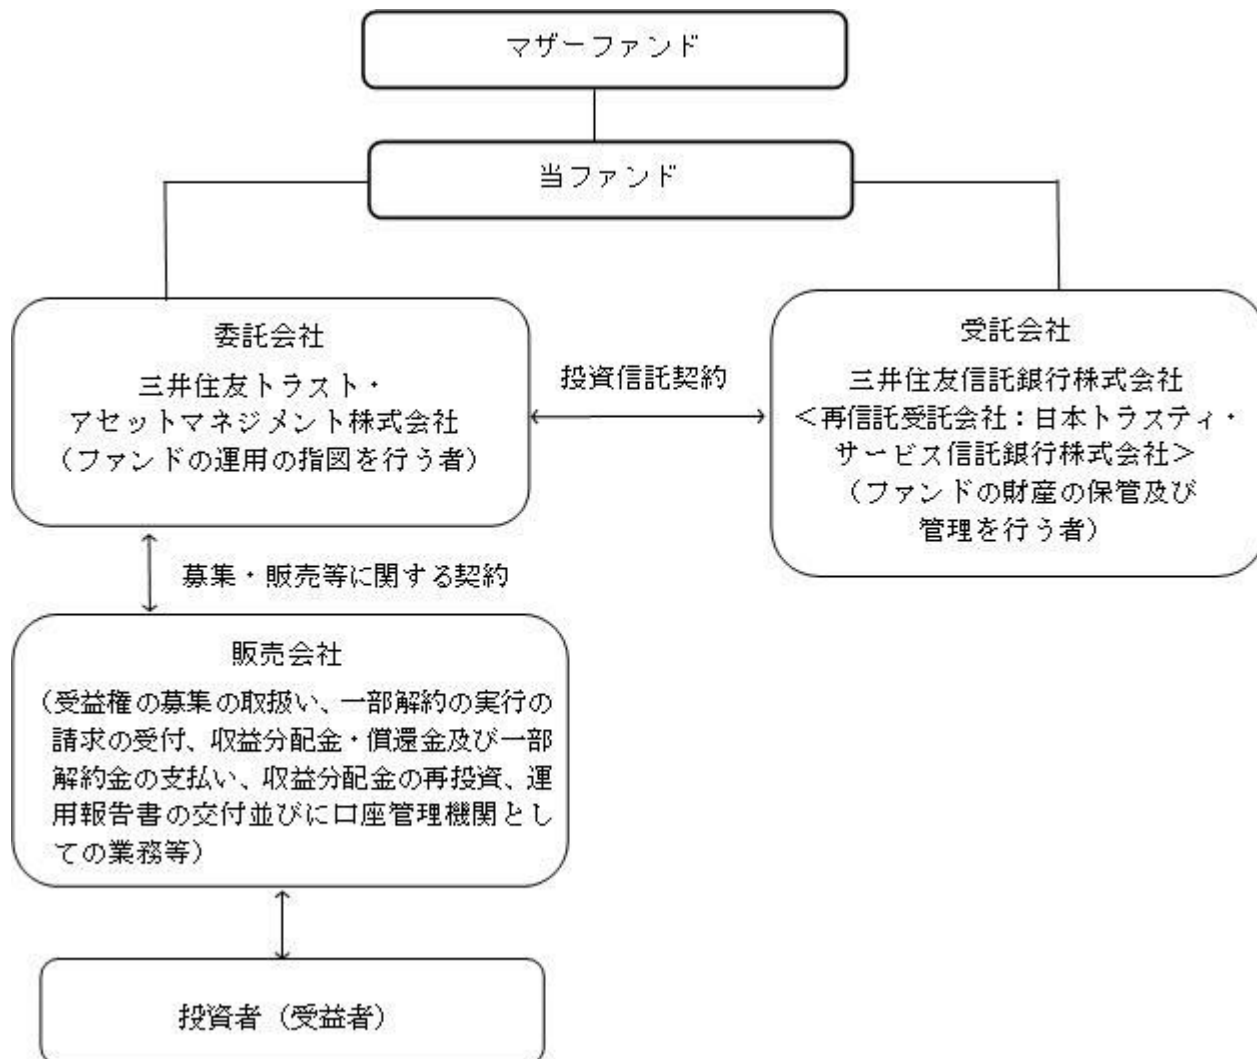 マザーファンド
当ファンド
委託会社
三井住友トラスト・
アセットマネジメント株式会社
（ファンドの運用の指図を行う者）
投資信託契約
受託会社
三井住友信託銀行株式会社
＜再信託受託会社：日本トラスティ・
サービス信託銀行株式会社＞
（ファンドの財産の保管及び
管理を行う者）
募集・販売等に関する契約
販売会社
（受益権の募集の取扱い、一部解約の実行の
請求の受付、収益分配金・償還金及び一部
解約金の支払い、収益分配金の再投資、運
用報告書の交付並びに口座管理機関とし
ての業務等）
投資者（受益者）